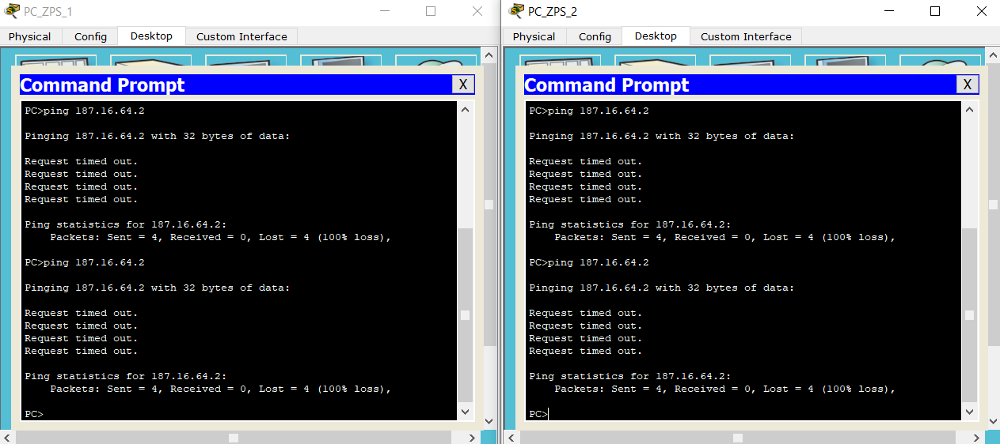 PC_ZPS_1
Physical Config Desktop Custom Interface
Command Prompt X
PC>ping 187.16.64.2
Pinging 187.16.64.2 with 32 bytes of data:
Request timed out.
Request timed out.
Request timed out.
Request timed out.
Ping statistics for 187.16.64.2:
Packets: Sent = 4, Received = 0, Lost = 4 (100% loss),
PC>ping 187.16.64.2
Pinging 187.16.64.2 with 32 bytes of data:
Request timed out.
Request timed out.
Request timed out.
Request timed out.
Ping statistics for 187.16.64.2:
Packets: Sent = 4, Received = 0, Lost = 4 (100% loss),
PC>
PC_ZPS_2
Physical Config Desktop Custom Interface
Command Prompt X
PC>ping 187.16.64.2
Pinging 187.16.64.2 with 32 bytes of data:
Request timed out.
Request timed out.
Request timed out.
Request timed out.
Ping statistics for 187.16.64.2:
Packets: Sent = 4, Received = 0, Lost = 4 (100% loss),
PC>ping 187.16.64.2
Pinging 187.16.64.2 with 32 bytes of data:
Request timed out.
Request timed out.
Request timed out.
Request timed out.
Ping statistics for 187.16.64.2:
Packets: Sent = 4, Received = 0, Lost = 4 (100% loss),
PC>